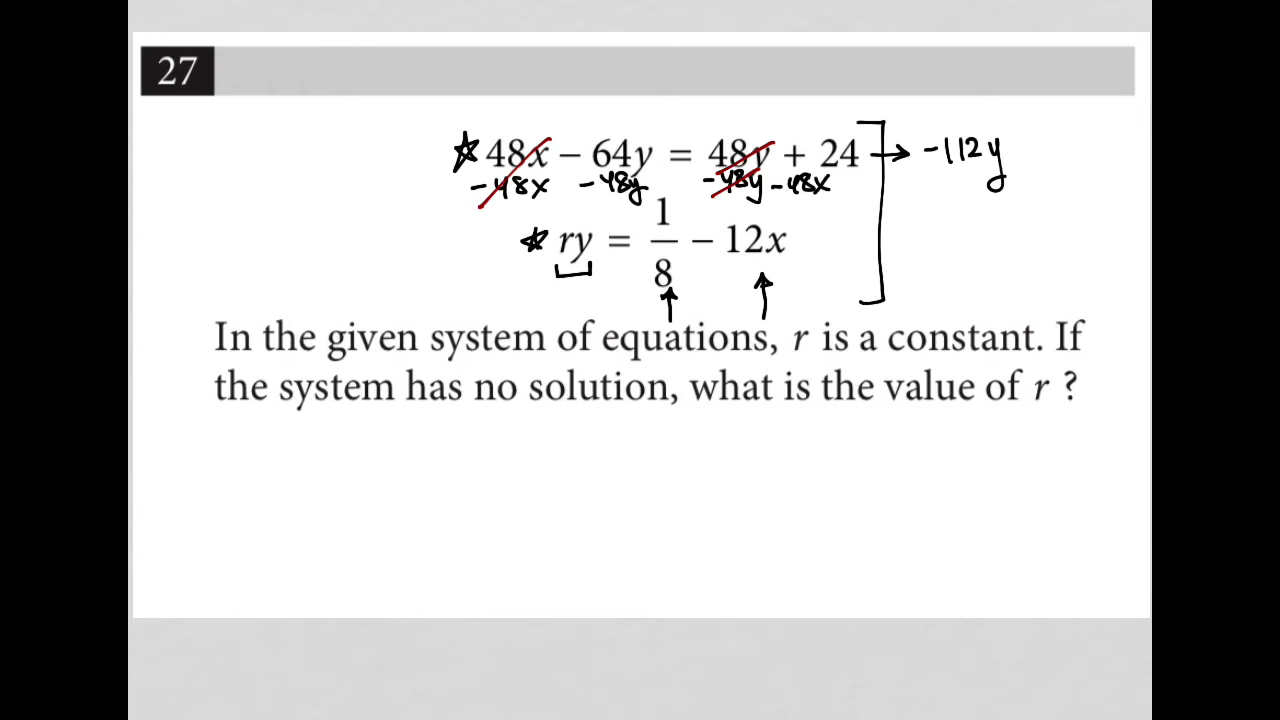 27
48x − 64y = 48y + 24 → -112y
-48x -48y -48y -48x
ry = 1/8 − 12x
In the given system of equations, r is a constant. If
the system has no solution, what is the value of r ?